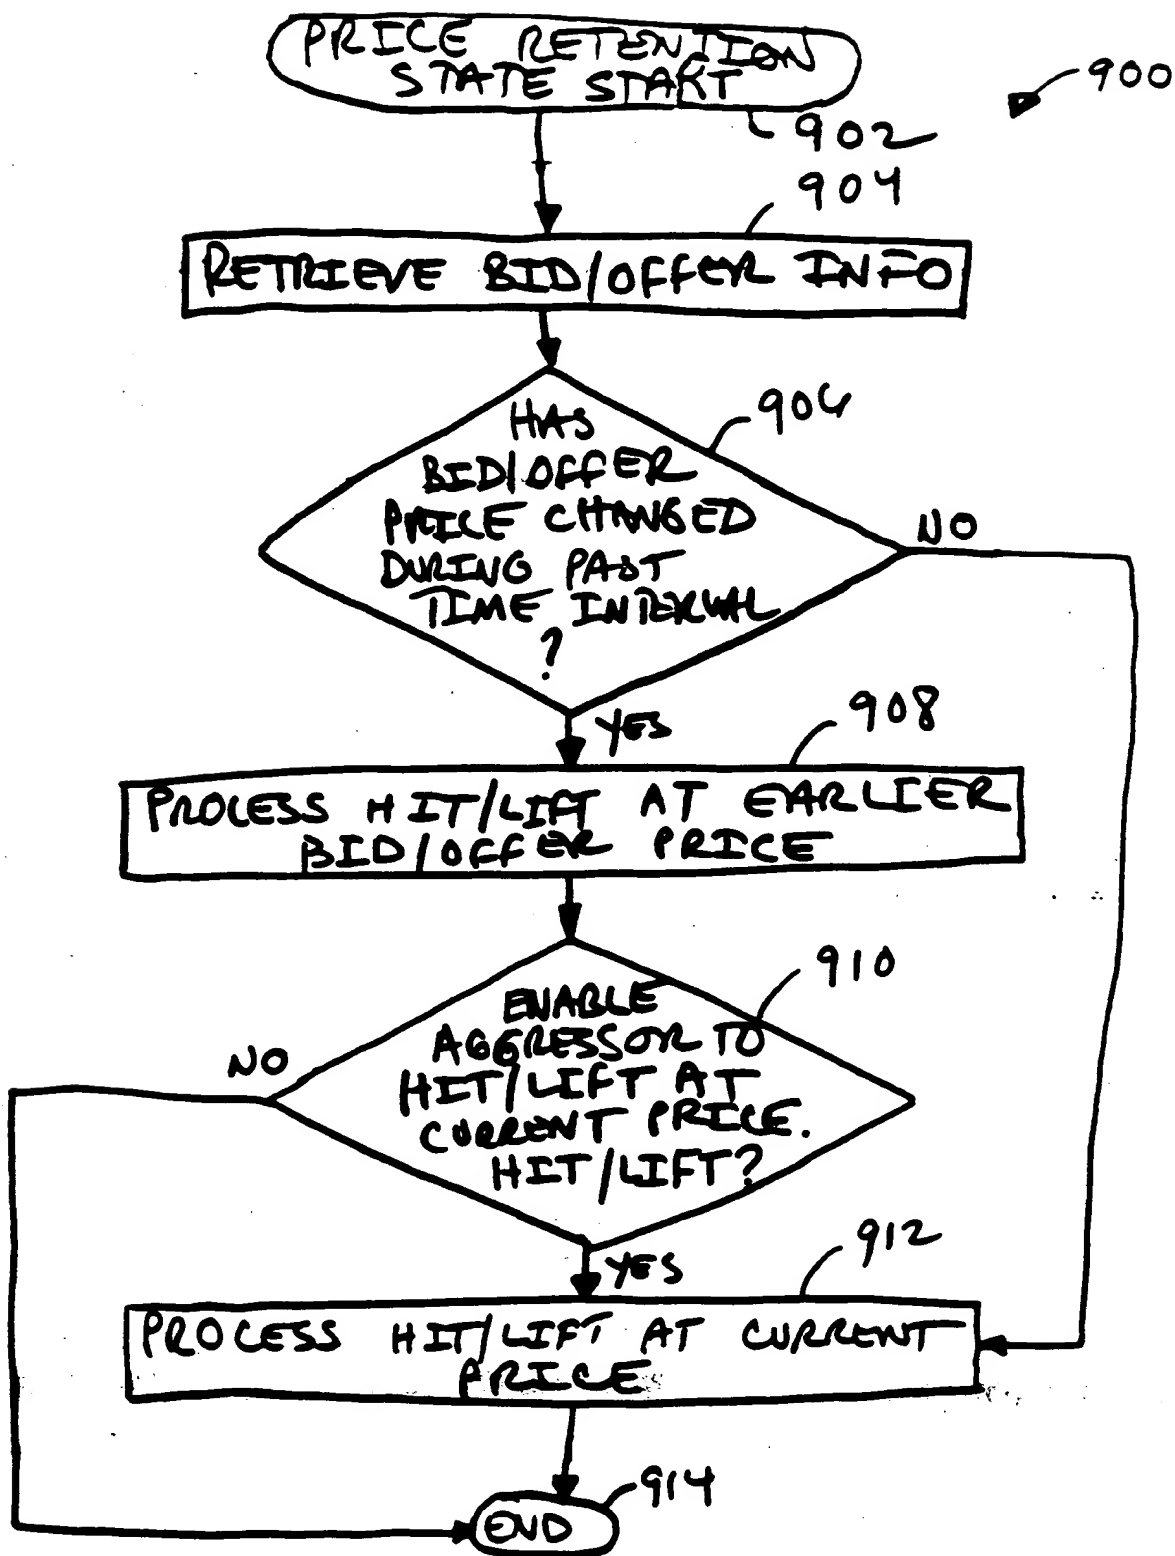 PRICE RETENTION
STATE START
900
902
904
RETRIEVE BID/OFFER INFO
906
HAS
BID/OFFER
PRICE CHANGED
DURING PAST
TIME INTERVAL
?
NO
YES
908
PROCESS HIT/LIFT AT EARLIER
BID/OFFER PRICE
910
ENABLE
AGGRESSOR TO
HIT/LIFT AT
CURRENT PRICE.
HIT/LIFT?
NO
YES
912
PROCESS HIT/LIFT AT CURRENT
PRICE
914
END